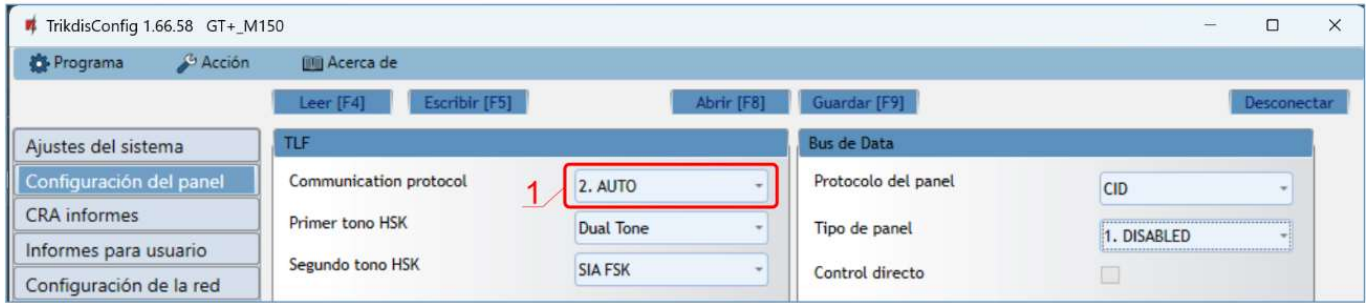 TrikdisConfig 1.66.58 GT+_M150
Programa Acción Acerca de
Leer [F4] Escribir [F5] Abrir [F8] Guardar [F9] Desconectar
Ajustes del sistema
Configuración del panel
CRA informes
Informes para usuario
Configuración de la red
TLF
Communication protocol 1 2. AUTO
Primer tono HSK Dual Tone
Segundo tono HSK SIA FSK
Bus de Data
Protocolo del panel CID
Tipo de panel 1. DISABLED
Control directo